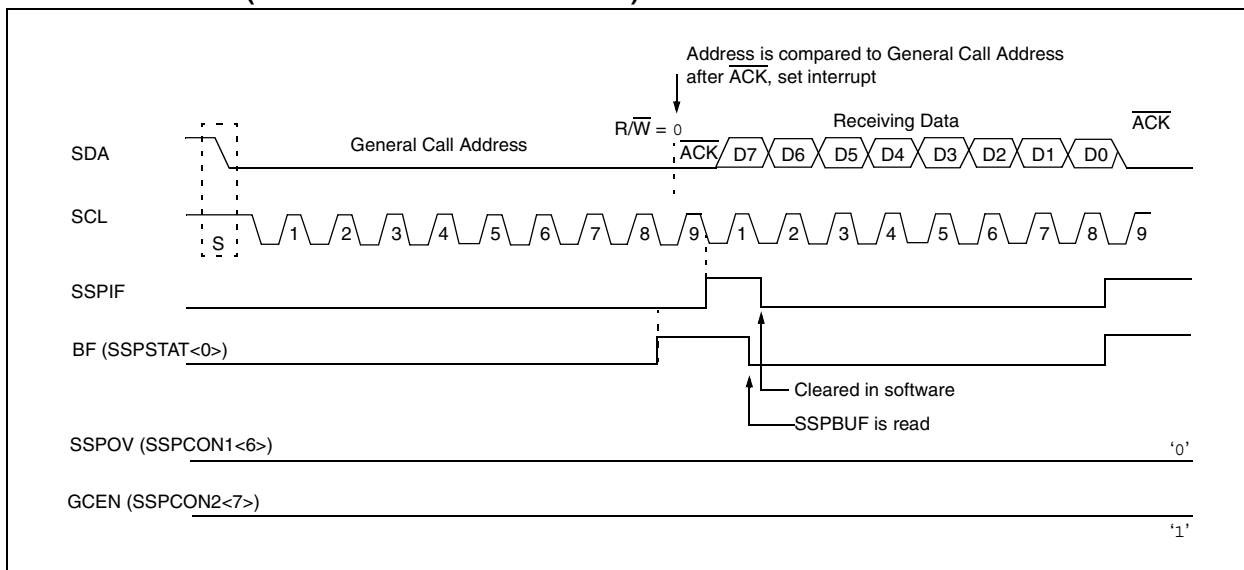 Address is compared to General Call Address
after ACK, set interrupt
R/W = 0
Receiving Data
ACK
SDA
General Call Address
ACK
D7
D6
D5
D4
D3
D2
D1
D0
SCL
S
1
2
3
4
5
6
7
8
9
1
2
3
4
5
6
7
8
9
SSPIF
BF (SSPSTAT<0>)
Cleared in software
SSPBUF is read
SSPOV (SSPCON1<6>)
‘0’
GCEN (SSPCON2<7>)
‘1’